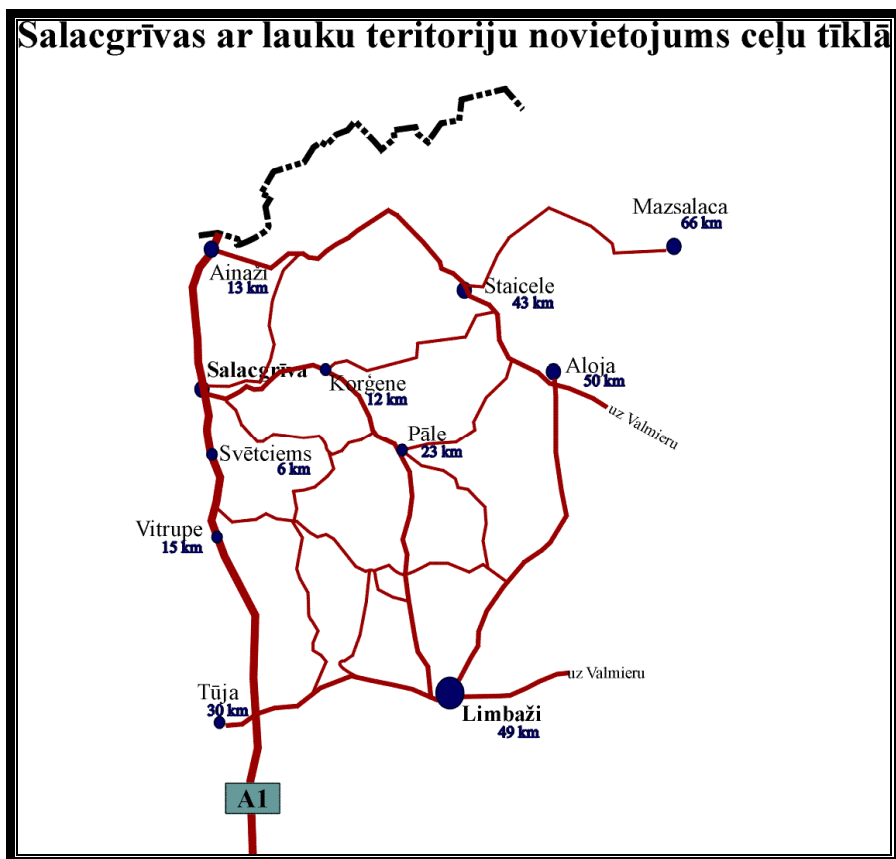 Salacgrīvas ar lauku teritoriju novietojums ceļu tīklā
Mazsalaca
66 km
Ainaži
13 km
Staicele
43 km
Salacgrīva
Korģene
12 km
Aloja
50 km
uz Valmieru
Pāle
23 km
Svētciems
6 km
Vitrupe
15 km
uz Valmieru
Tūja
30 km
Limbaži
49 km
A1